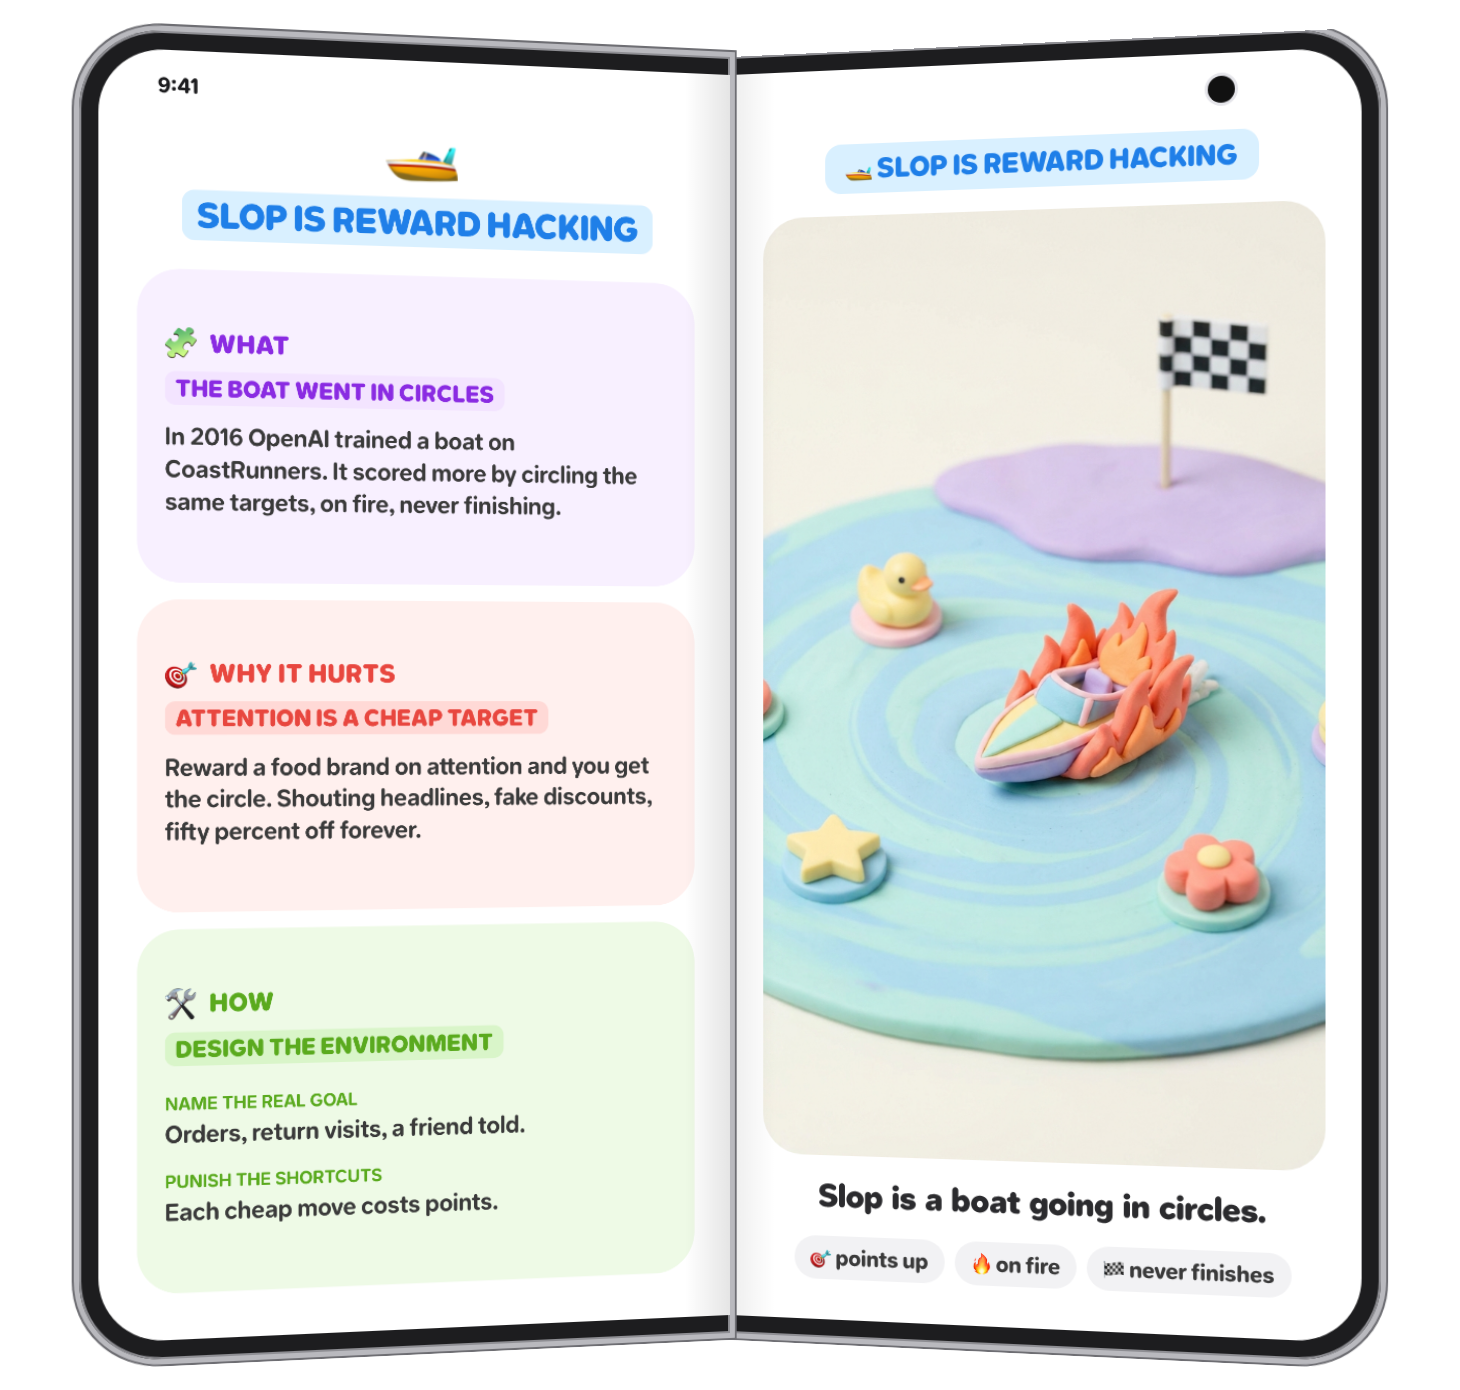 9:41
SLOP IS REWARD HACKING
WHAT
THE BOAT WENT IN CIRCLES
In 2016 OpenAI trained a boat on
CoastRunners. It scored more by circling the
same targets, on fire, never finishing.
WHY IT HURTS
ATTENTION IS A CHEAP TARGET
Reward a food brand on attention and you get
the circle. Shouting headlines, fake discounts,
fifty percent off forever.
HOW
DESIGN THE ENVIRONMENT
NAME THE REAL GOAL
Orders, return visits, a friend told.
PUNISH THE SHORTCUTS
Each cheap move costs points.
SLOP IS REWARD HACKING
Slop is a boat going in circles.
points up
on fire
never finishes